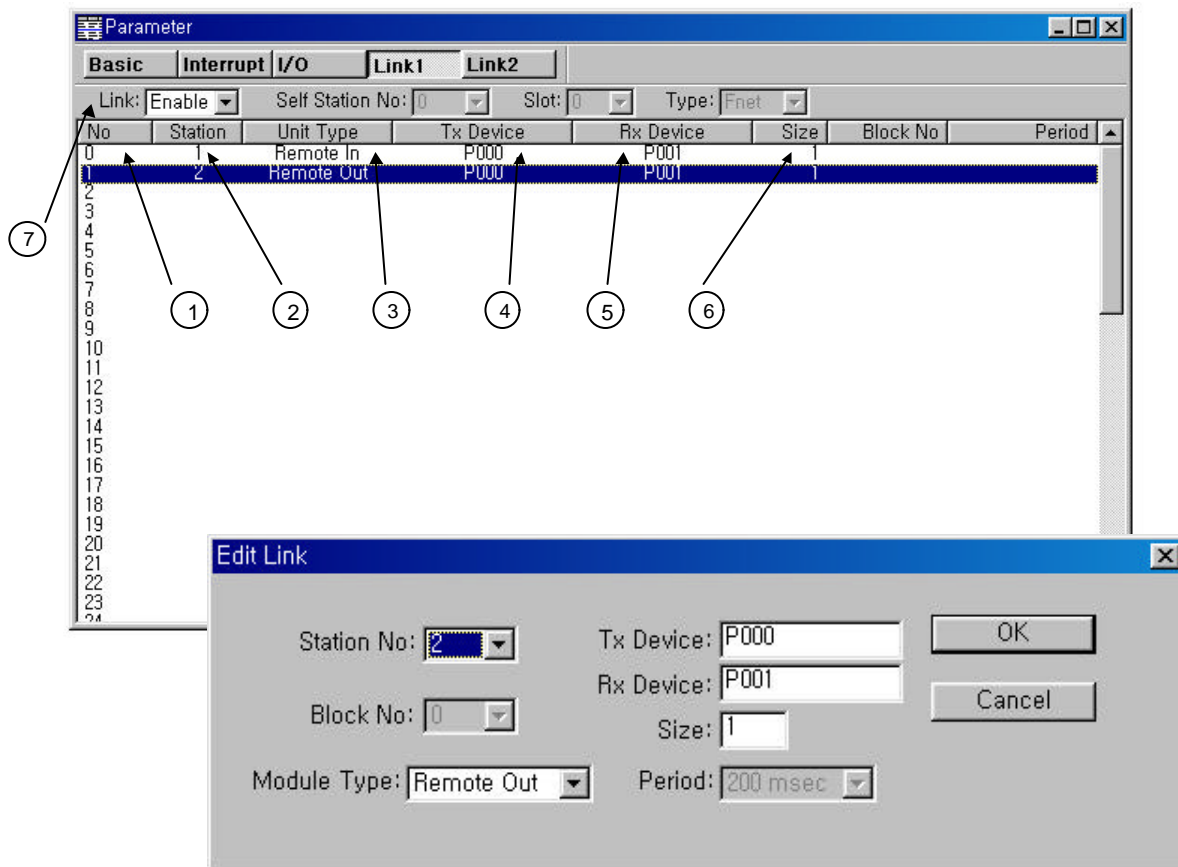 Parameter
Basic Interrupt I/O Link1 Link2
Link: Enable Self Station No: 0 Slot: 0 Type: Fnet
No Station Unit Type Tx Device Rx Device Size Block No Period
0 1 Remote In P000 P001 1
1 2 Remote Out P000 P001 1
2
3
4
7
5
6
7
8
1 2 3 4 5 6
9
10
11
12
13
14
15
16
17
18
19
20
21
22
23
24
Edit Link
Station No: 2 Tx Device: P000 OK
Rx Device: P001 Cancel
Block No: 0 Size: 1
Module Type: Remote Out Period: 200 msec